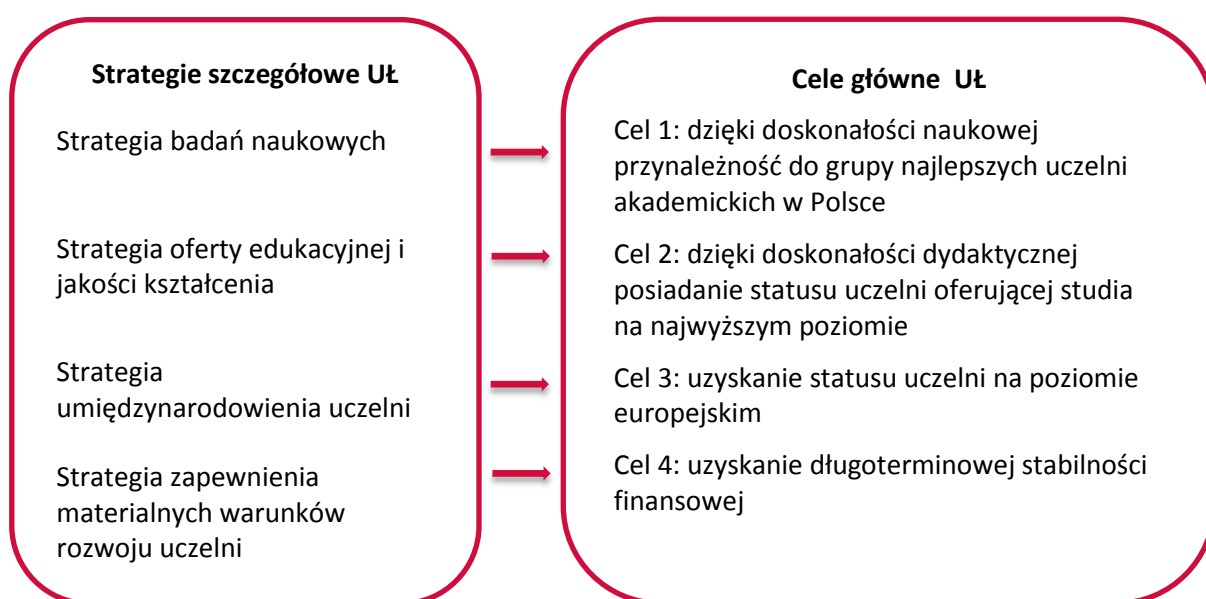 Strategie szczegółowe UŁ
Strategia badań naukowych
Strategia oferty edukacyjnej i
jakości kształcenia
Strategia
umiędzynarodowienia uczelni
Strategia zapewnienia
materialnych warunków
rozwoju uczelni
Cele główne  UŁ
Cel 1: dzięki doskonałości naukowej
przynależność do grupy najlepszych uczelni
akademickich w Polsce
Cel 2: dzięki doskonałości dydaktycznej
posiadanie statusu uczelni oferującej studia
na najwyższym poziomie
Cel 3: uzyskanie statusu uczelni na poziomie
europejskim
Cel 4: uzyskanie długoterminowej stabilności
finansowej